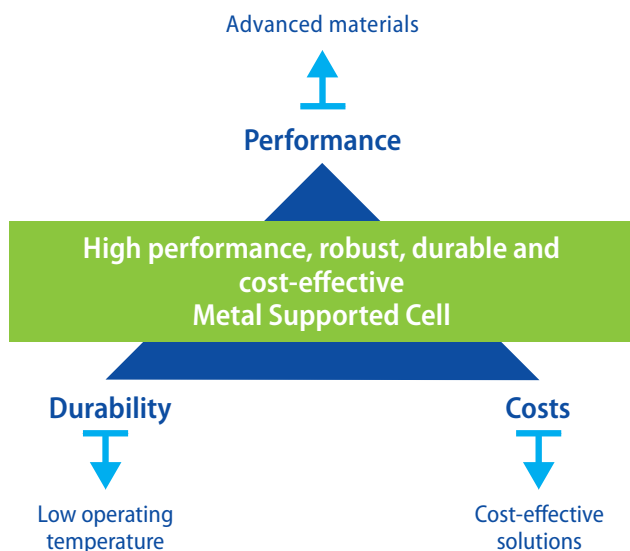 Advanced materials
Performance
High performance, robust, durable and
cost-effective
Metal Supported Cell
Durability
Costs
Low operating
temperature
Cost-effective
solutions